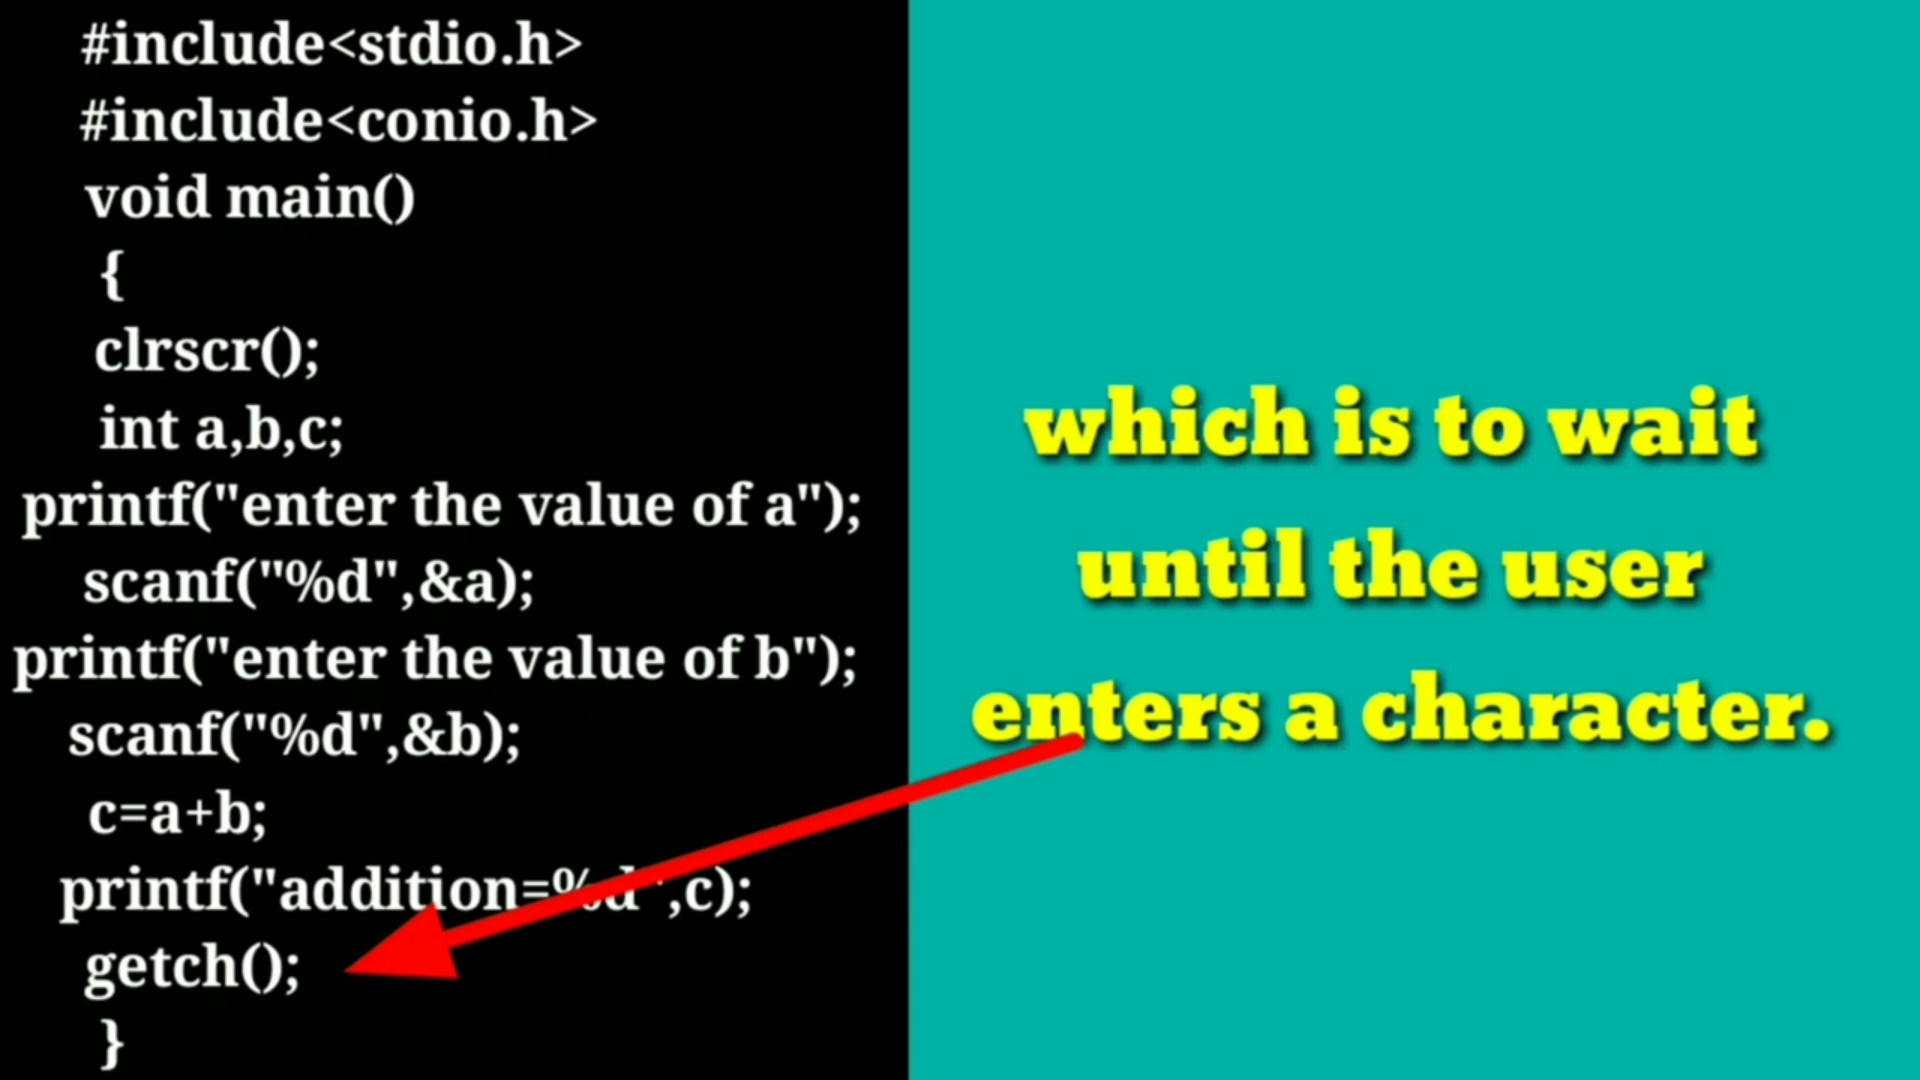 #include<stdio.h>
#include<conio.h>
void main()
{
clrscr();
int a,b,c;
printf("enter the value of a");
scanf("%d",&a);
printf("enter the value of b");
scanf("%d",&b);
c=a+b;
printf("addition=%d",c);
getch();
}
which is to wait
until the user
enters a character.